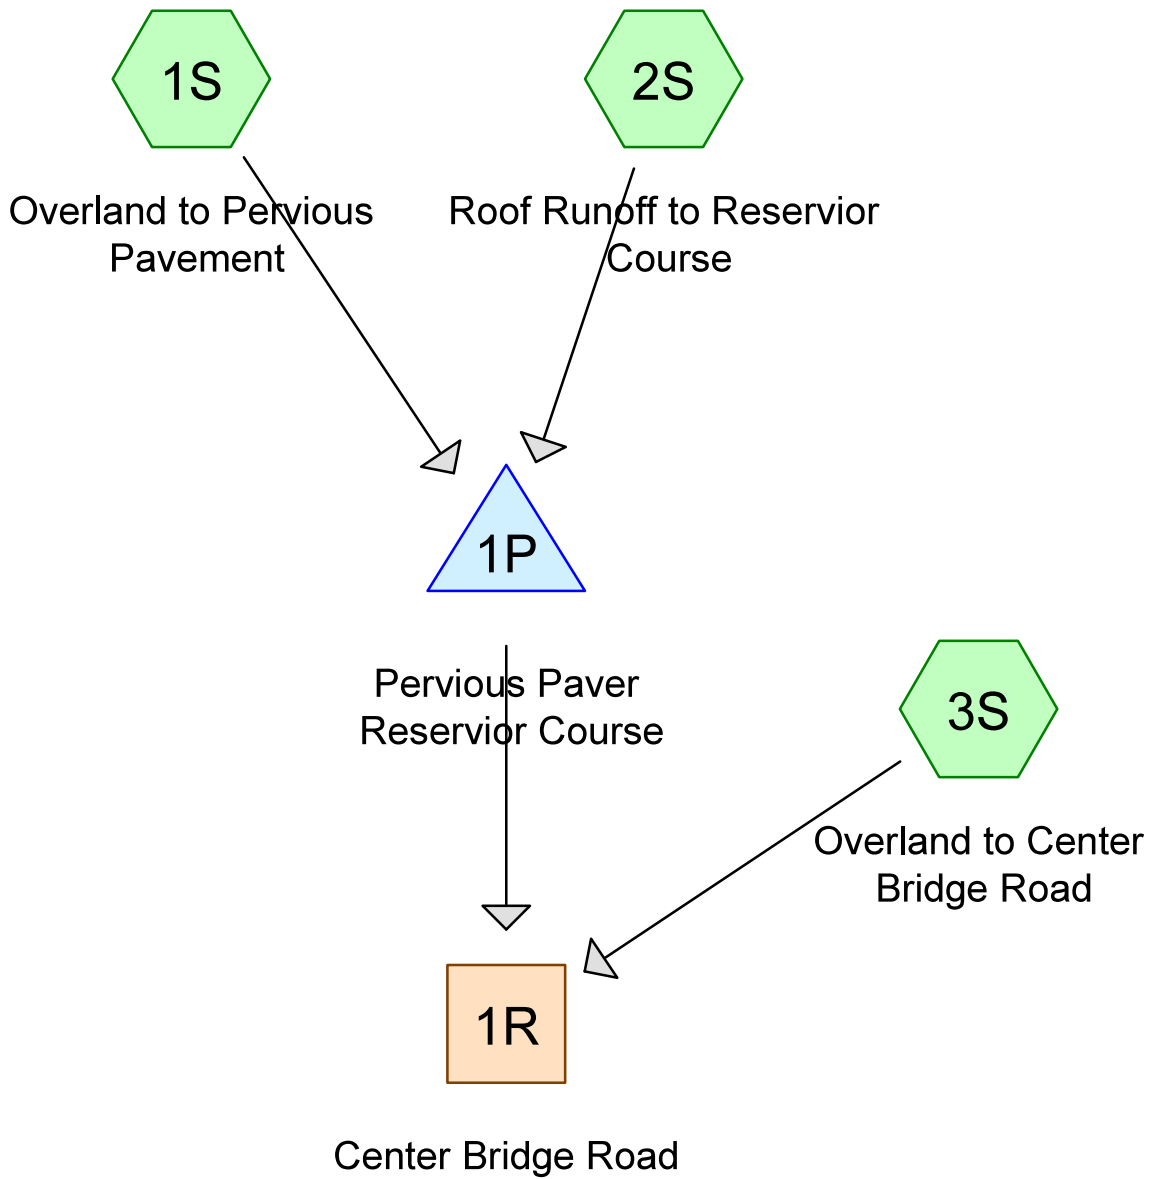 1S
Overland to Pervious
Pavement
2S
Roof Runoff to Reservior
Course
1P
Pervious Paver
Reservior Course
3S
Overland to Center
Bridge Road
1R
Center Bridge Road